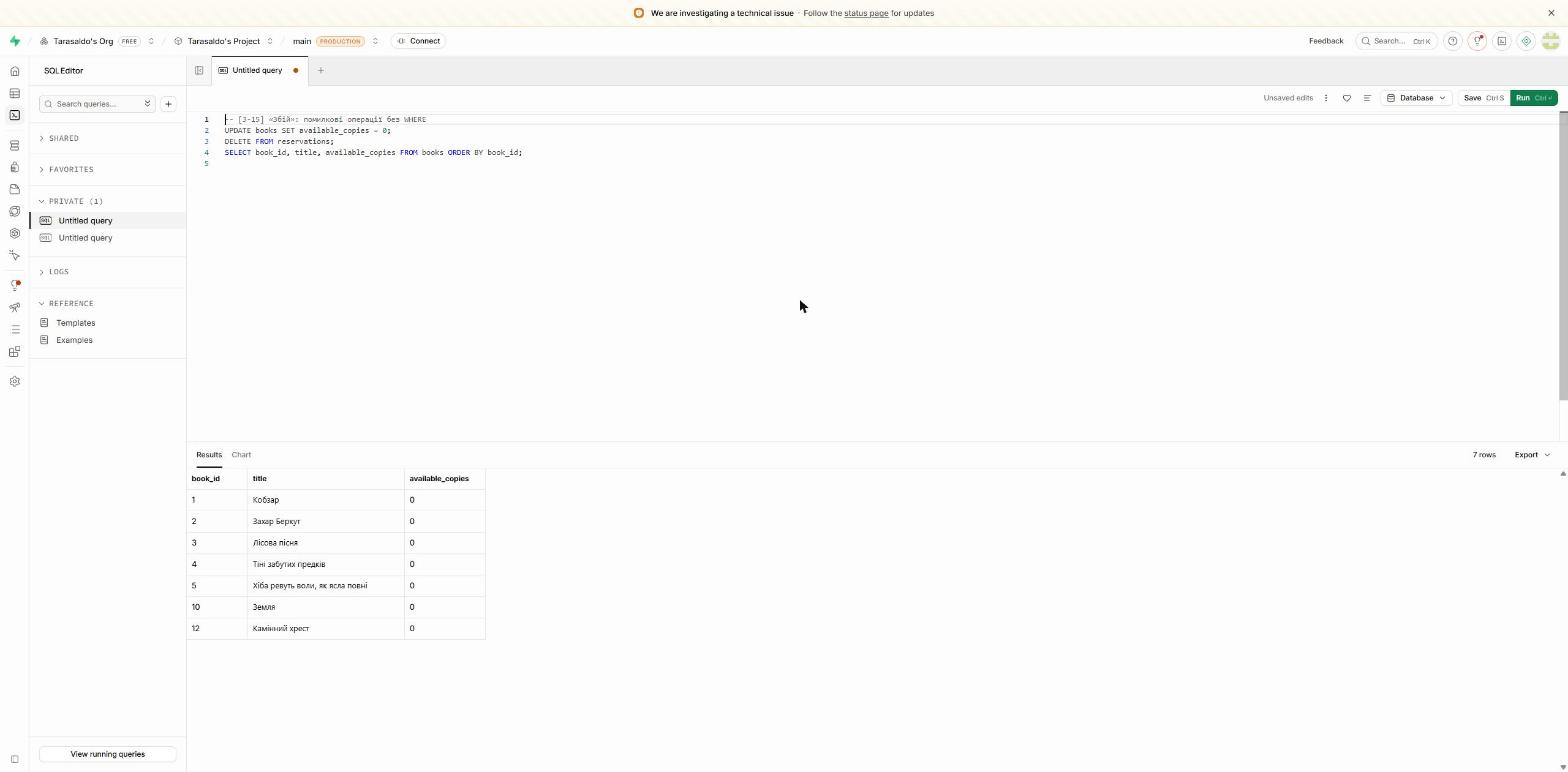 We are investigating a technical issue · Follow the status page for updates
Tarasaldo's Org FREE / Tarasaldo's Project / main PRODUCTION Connect
Feedback Search... Ctrl K
SQL Editor
Untitled query
Search queries...
Unsaved edits Database Save Ctrl S Run Ctrl ↵
SHARED
FAVORITES
PRIVATE (1)
SQL Untitled query
SQL Untitled query
LOGS
REFERENCE
Templates
Examples
View running queries
1 -- [3-15] «Збій»: помилкові операції без WHERE
2 UPDATE books SET available_copies = 0;
3 DELETE FROM reservations;
4 SELECT book_id, title, available_copies FROM books ORDER BY book_id;
5
Results Chart 7 rows Export
book_id title available_copies
1 Кобзар 0
2 Захар Беркут 0
3 Лісова пісня 0
4 Тіні забутих предків 0
5 Хіба ревуть воли, як ясла повні 0
10 Земля 0
12 Камінний хрест 0